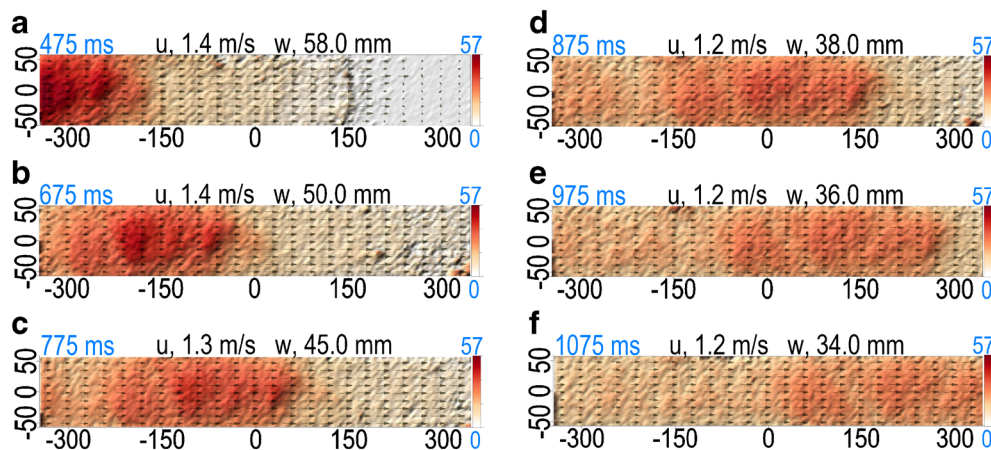 a
475 ms u, 1.4 m/s w, 58.0 mm 57
50
0
-50
-300 -150 0 150 300 0
b
675 ms u, 1.4 m/s w, 50.0 mm 57
50
0
-50
-300 -150 0 150 300 0
c
775 ms u, 1.3 m/s w, 45.0 mm 57
50
0
-50
-300 -150 0 150 300 0
d
875 ms u, 1.2 m/s w, 38.0 mm 57
50
0
-50
-300 -150 0 150 300 0
e
975 ms u, 1.2 m/s w, 36.0 mm 57
50
0
-50
-300 -150 0 150 300 0
f
1075 ms u, 1.2 m/s w, 34.0 mm 57
50
0
-50
-300 -150 0 150 300 0